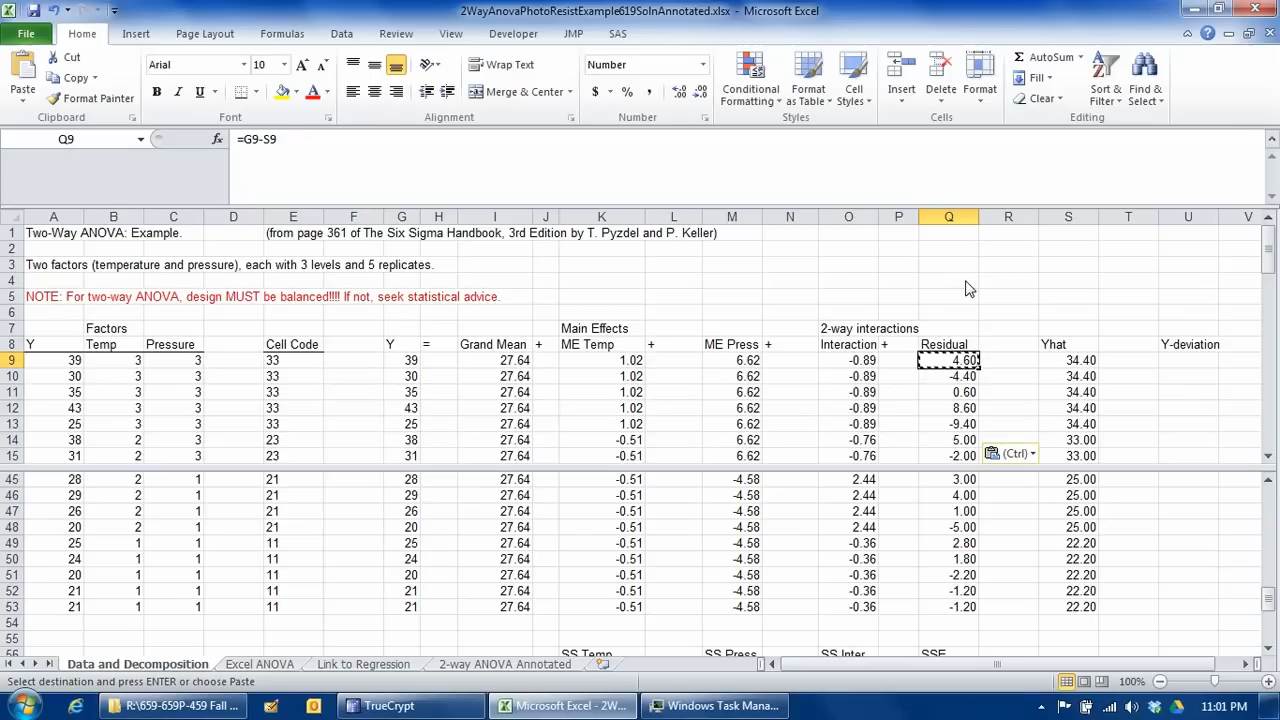 2WayAnovaPhotoResistExample619SolnAnnotated.xlsx - Microsoft Excel
File Home Insert Page Layout Formulas Data Review View Developer JMP SAS
Paste Cut Copy Format Painter Clipboard
Arial 10 A A B I U A Font
Wrap Text Merge & Center Alignment
Number $ % , .0 .00 .00 .0 Number
Conditional Formatting Format as Table Cell Styles Styles
Insert Delete Format Cells
Σ AutoSum Fill Clear Sort & Filter Find & Select Editing
Q9 fx =G9-S9
A B C D E F G H I J K L M N O P Q R S T U V
1 Two-Way ANOVA: Example. (from page 361 of The Six Sigma Handbook, 3rd Edition by T. Pyzdel and P. Keller)
2
3 Two factors (temperature and pressure), each with 3 levels and 5 replicates.
4
5 NOTE: For two-way ANOVA, design MUST be balanced!!!! If not, seek statistical advice.
6
7 Factors Main Effects 2-way interactions
8 Y Temp Pressure Cell Code Y = Grand Mean + ME Temp + ME Press + Interaction + Residual Yhat Y-deviation
9 39 3 3 33 39 27.64 1.02 6.62 -0.89 4.60 34.40
10 30 3 3 33 30 27.64 1.02 6.62 -0.89 -4.40 34.40
11 35 3 3 33 35 27.64 1.02 6.62 -0.89 0.60 34.40
12 43 3 3 33 43 27.64 1.02 6.62 -0.89 8.60 34.40
13 25 3 3 33 25 27.64 1.02 6.62 -0.89 -9.40 34.40
14 38 2 3 23 38 27.64 -0.51 6.62 -0.76 5.00 33.00
15 31 2 3 23 31 27.64 -0.51 6.62 -0.76 -2.00 (Ctrl) 33.00
45 28 2 1 21 28 27.64 -0.51 -4.58 2.44 3.00 25.00
46 29 2 1 21 29 27.64 -0.51 -4.58 2.44 4.00 25.00
47 26 2 1 21 26 27.64 -0.51 -4.58 2.44 1.00 25.00
48 20 2 1 21 20 27.64 -0.51 -4.58 2.44 -5.00 25.00
49 25 1 1 11 25 27.64 -0.51 -4.58 -0.36 2.80 22.20
50 24 1 1 11 24 27.64 -0.51 -4.58 -0.36 1.80 22.20
51 20 1 1 11 20 27.64 -0.51 -4.58 -0.36 -2.20 22.20
52 21 1 1 11 21 27.64 -0.51 -4.58 -0.36 -1.20 22.20
53 21 1 1 11 21 27.64 -0.51 -4.58 -0.36 -1.20 22.20
54
55
56 SS Temp SS Press SS Inter SSE
Data and Decomposition Excel ANOVA Link to Regression 2-way ANOVA Annotated
Select destination and press ENTER or choose Paste 100%
R:\659-659P-459 Fall ... TrueCrypt Microsoft Excel - 2W... Windows Task Mana... 11:01 PM